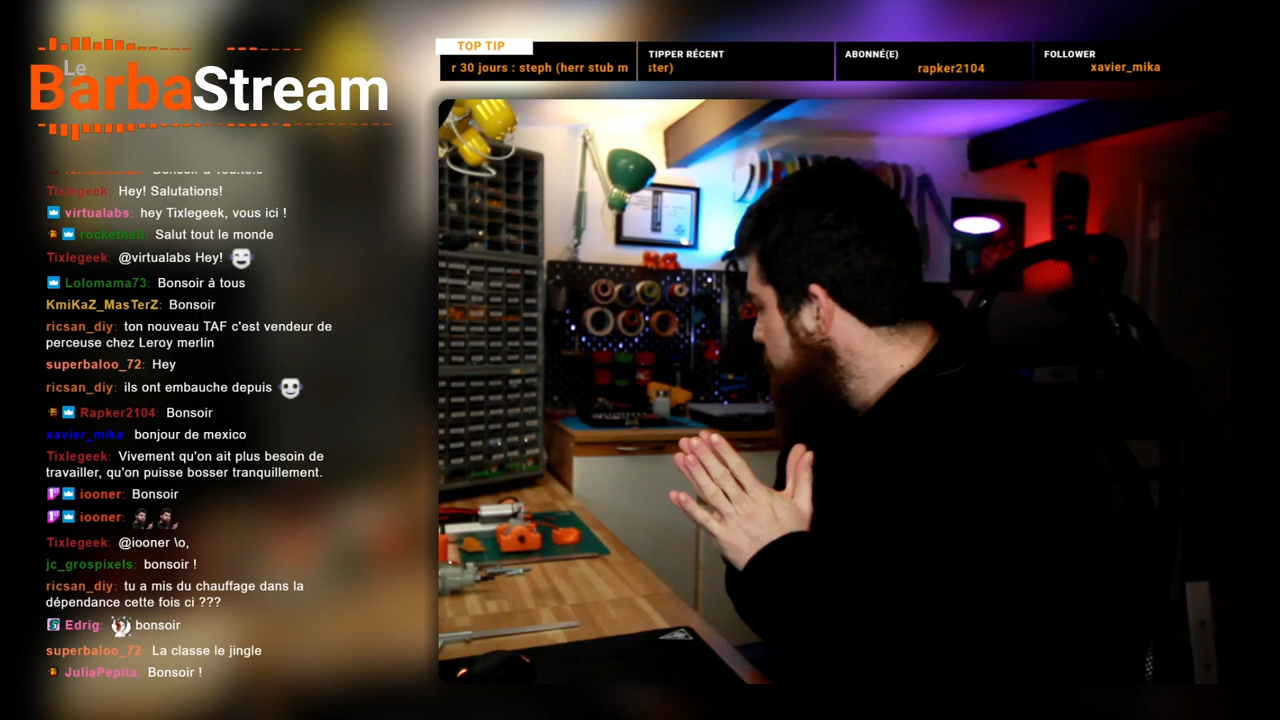 Le
BarbaStream
TOP TIP
r 30 jours : steph (herr stub m
TIPPER RÉCENT
ster)
ABONNÉ(E)
rapker2104
FOLLOWER
xavier_mika
Tixlegeek: Hey! Salutations!
virtualabs: hey Tixlegeek, vous ici !
rockethell: Salut tout le monde
Tixlegeek: @virtualabs Hey!
Lolomama73: Bonsoir à tous
KmiKaZ_MasTerZ: Bonsoir
ricsan_diy: ton nouveau TAF c'est vendeur de
perceuse chez Leroy merlin
superbaloo_72: Hey
ricsan_diy: ils ont embauche depuis
Rapker2104: Bonsoir
xavier_mika: bonjour de mexico
Tixlegeek: Vivement qu'on ait plus besoin de
travailler, qu'on puisse bosser tranquillement.
iooner: Bonsoir
iooner:
Tixlegeek: @iooner \o,
jc_grospixels: bonsoir !
ricsan_diy: tu a mis du chauffage dans la
dépendance cette fois ci ???
Edrig: bonsoir
superbaloo_72: La classe le jingle
JuliaPepita: Bonsoir !